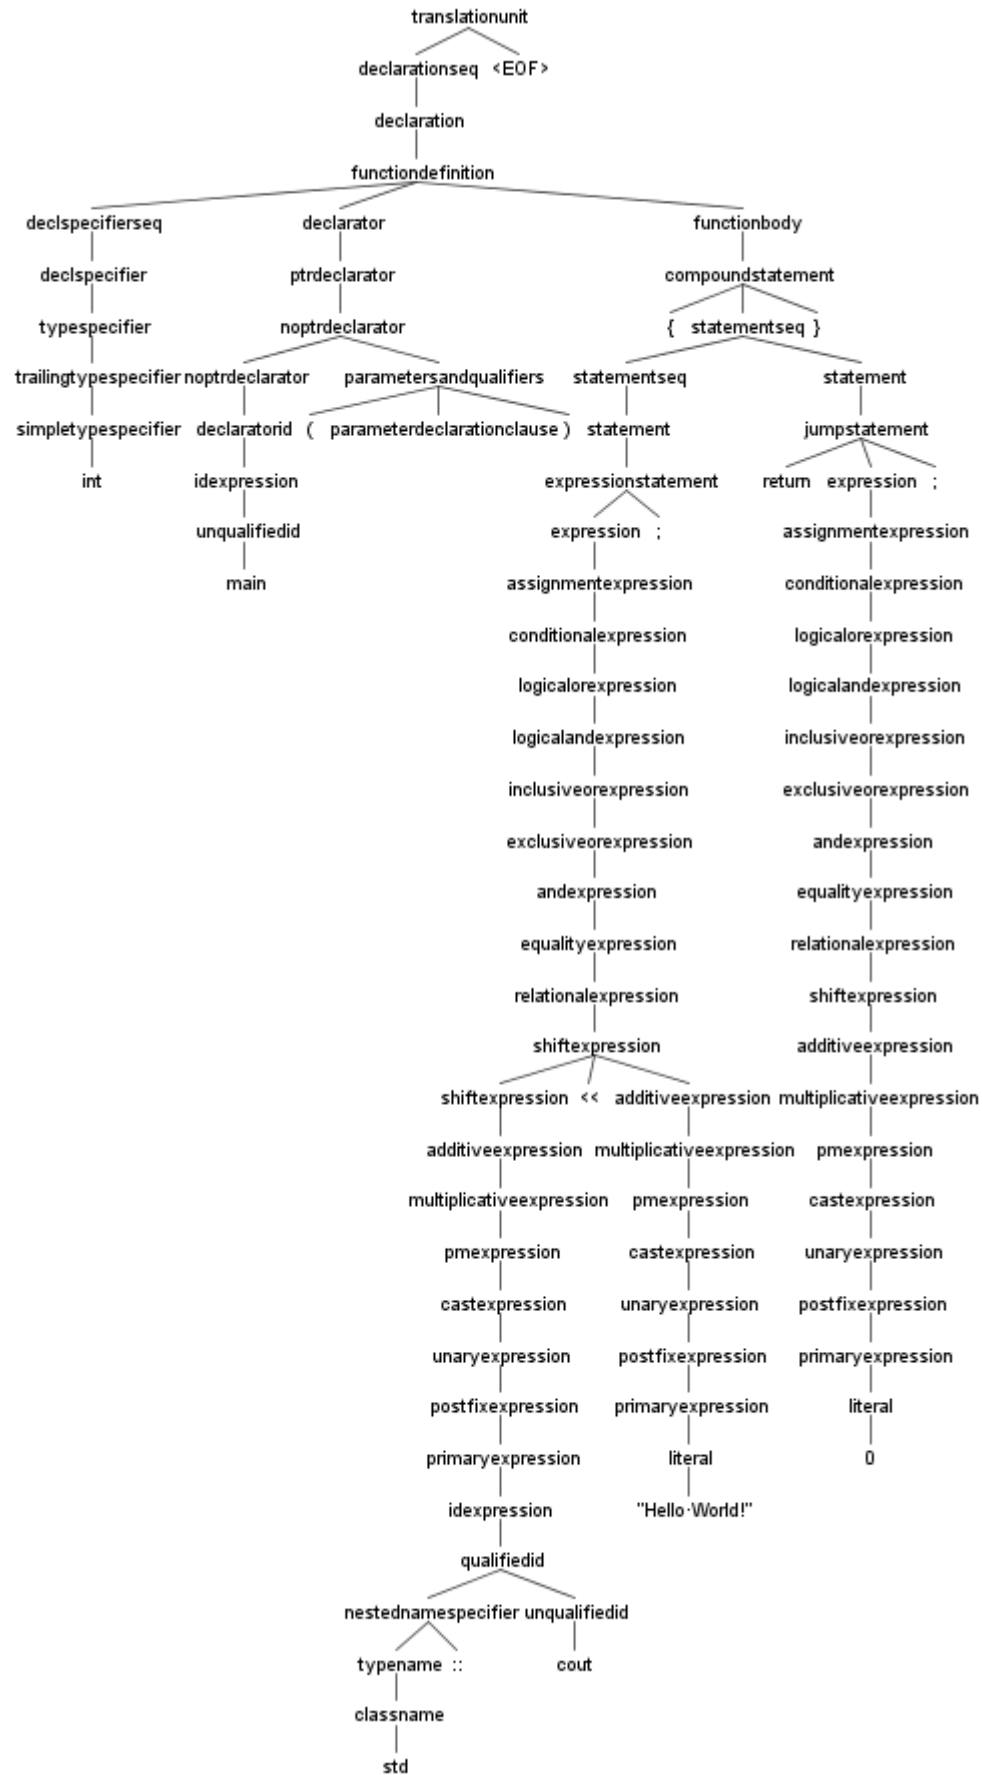 translationunit
declarationseq <EOF>
declaration
functiondefinition
declspecifierseq declarator functionbody
declspecifier ptrdeclarator compoundstatement
typespecifier noptrdeclarator { statementseq }
trailingtypespecifier noptrdeclarator parametersandqualifiers statementseq statement
simpletypespecifier declaratorid ( parameterdeclarationclause ) statement jumpstatement
int idexpression expressionstatement return expression ;
unqualifiedid expression ; assignmentexpression
main assignmentexpression conditionalexpression
conditionalexpression logicalorexpression
logicalorexpression logicalandexpression
logicalandexpression inclusiveorexpression
inclusiveorexpression exclusiveorexpression
exclusiveorexpression andexpression
andexpression equalityexpression
equalityexpression relationalexpression
relationalexpression shiftexpression
shiftexpression additiveexpression
shiftexpression << additiveexpression multiplicativeexpression
additiveexpression multiplicativeexpression pmexpression
multiplicativeexpression pmexpression castexpression
pmexpression castexpression unaryexpression
castexpression unaryexpression postfixexpression
unaryexpression postfixexpression primaryexpression
postfixexpression primaryexpression literal
primaryexpression literal 0
idexpression "Hello·World!"
qualifiedid
nestednamespecifier unqualifiedid
typename :: cout
classname
std